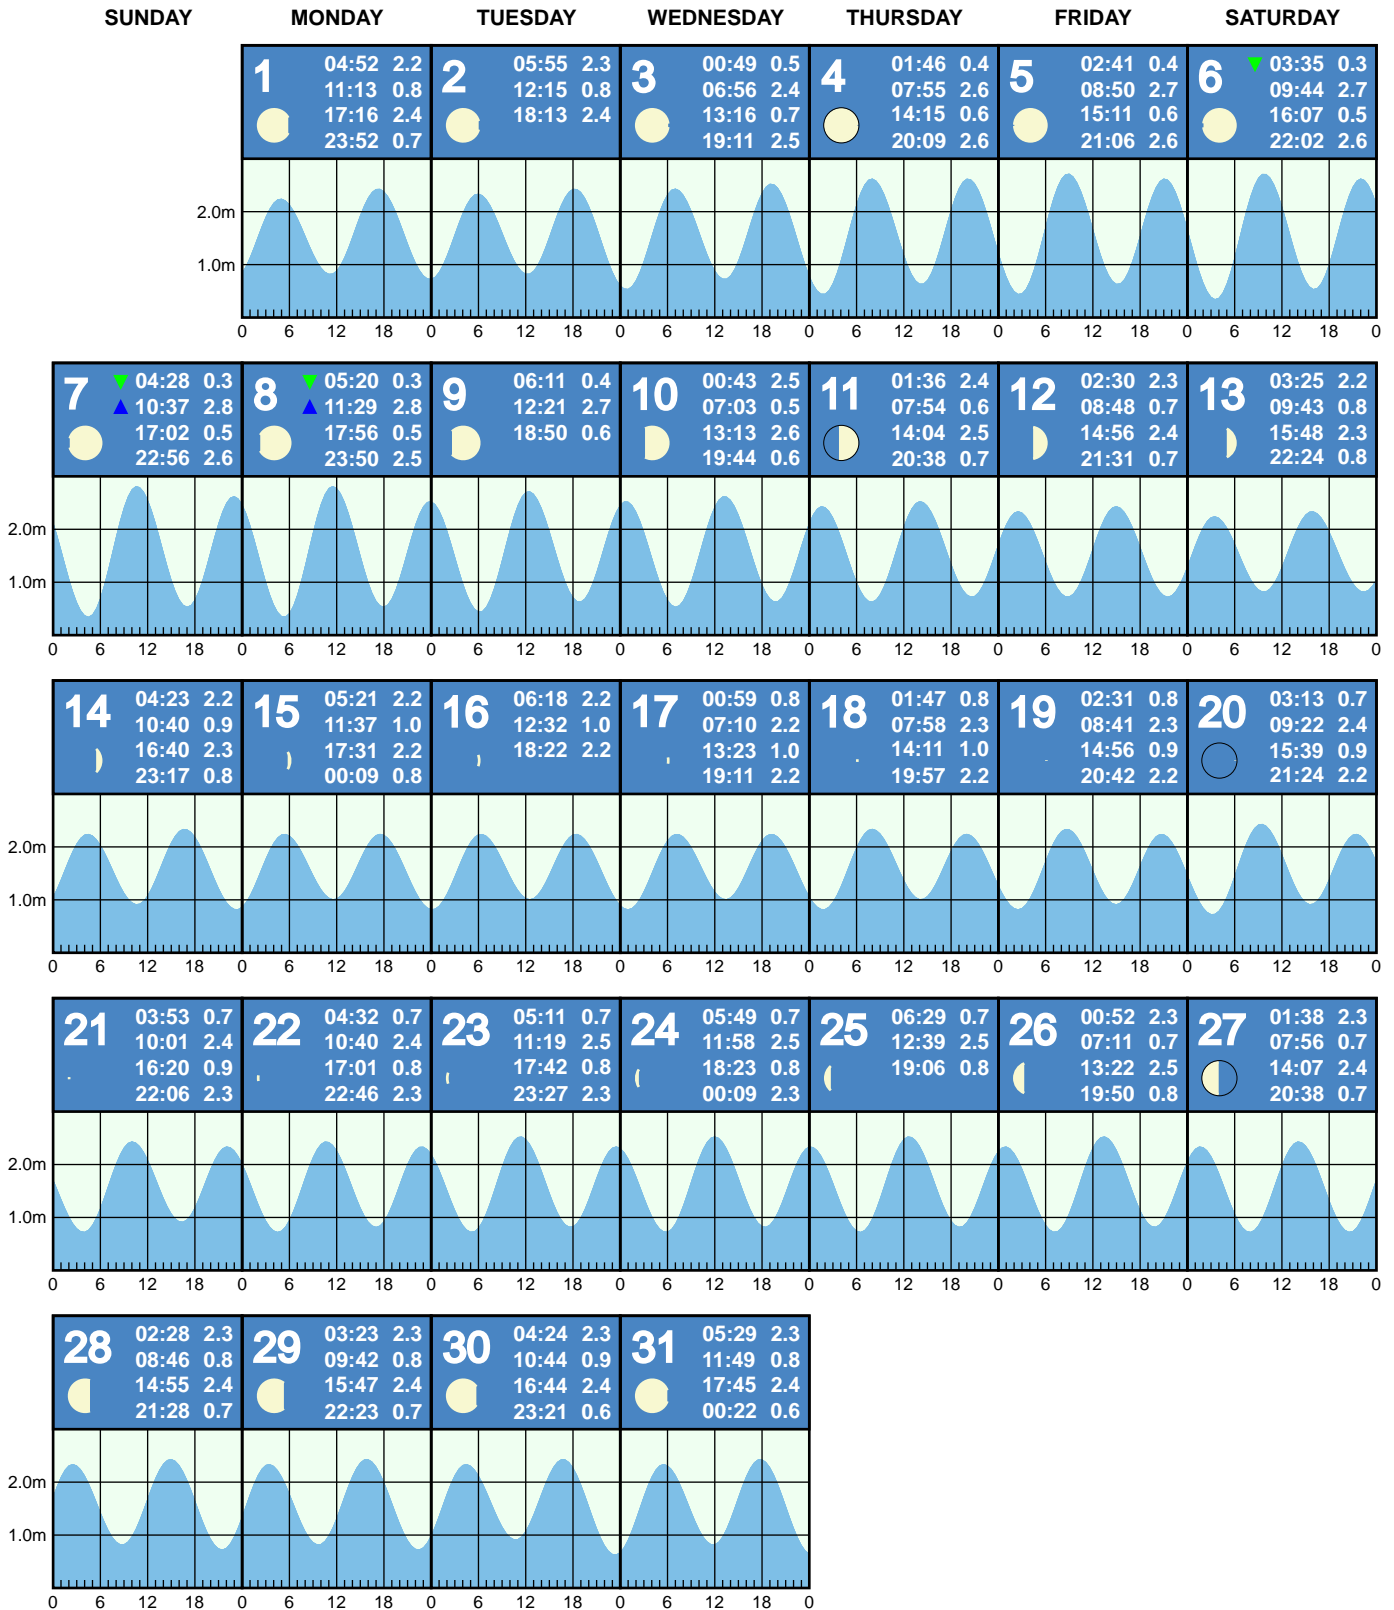 SUNDAY MONDAY TUESDAY WEDNESDAY THURSDAY FRIDAY SATURDAY
1 04:52 2.2
11:13 0.8
17:16 2.4
23:52 0.7
2 05:55 2.3
12:15 0.8
18:13 2.4
3 00:49 0.5
06:56 2.4
13:16 0.7
19:11 2.5
4 01:46 0.4
07:55 2.6
14:15 0.6
20:09 2.6
5 02:41 0.4
08:50 2.7
15:11 0.6
21:06 2.6
6 03:35 0.3
09:44 2.7
16:07 0.5
22:02 2.6
2.0m
1.0m
0 6 12 18 0 6 12 18 0 6 12 18 0 6 12 18 0 6 12 18 0 6 12 18 0
7 04:28 0.3
10:37 2.8
17:02 0.5
22:56 2.6
8 05:20 0.3
11:29 2.8
17:56 0.5
23:50 2.5
9 06:11 0.4
12:21 2.7
18:50 0.6
10 00:43 2.5
07:03 0.5
13:13 2.6
19:44 0.6
11 01:36 2.4
07:54 0.6
14:04 2.5
20:38 0.7
12 02:30 2.3
08:48 0.7
14:56 2.4
21:31 0.7
13 03:25 2.2
09:43 0.8
15:48 2.3
22:24 0.8
2.0m
1.0m
0 6 12 18 0 6 12 18 0 6 12 18 0 6 12 18 0 6 12 18 0 6 12 18 0 6 12 18 0
14 04:23 2.2
10:40 0.9
16:40 2.3
23:17 0.8
15 05:21 2.2
11:37 1.0
17:31 2.2
00:09 0.8
16 06:18 2.2
12:32 1.0
18:22 2.2
17 00:59 0.8
07:10 2.2
13:23 1.0
19:11 2.2
18 01:47 0.8
07:58 2.3
14:11 1.0
19:57 2.2
19 02:31 0.8
08:41 2.3
14:56 0.9
20:42 2.2
20 03:13 0.7
09:22 2.4
15:39 0.9
21:24 2.2
2.0m
1.0m
0 6 12 18 0 6 12 18 0 6 12 18 0 6 12 18 0 6 12 18 0 6 12 18 0 6 12 18 0
21 03:53 0.7
10:01 2.4
16:20 0.9
22:06 2.3
22 04:32 0.7
10:40 2.4
17:01 0.8
22:46 2.3
23 05:11 0.7
11:19 2.5
17:42 0.8
23:27 2.3
24 05:49 0.7
11:58 2.5
18:23 0.8
00:09 2.3
25 06:29 0.7
12:39 2.5
19:06 0.8
26 00:52 2.3
07:11 0.7
13:22 2.5
19:50 0.8
27 01:38 2.3
07:56 0.7
14:07 2.4
20:38 0.7
2.0m
1.0m
0 6 12 18 0 6 12 18 0 6 12 18 0 6 12 18 0 6 12 18 0 6 12 18 0 6 12 18 0
28 02:28 2.3
08:46 0.8
14:55 2.4
21:28 0.7
29 03:23 2.3
09:42 0.8
15:47 2.4
22:23 0.7
30 04:24 2.3
10:44 0.9
16:44 2.4
23:21 0.6
31 05:29 2.3
11:49 0.8
17:45 2.4
00:22 0.6
2.0m
1.0m
0 6 12 18 0 6 12 18 0 6 12 18 0 6 12 18 0